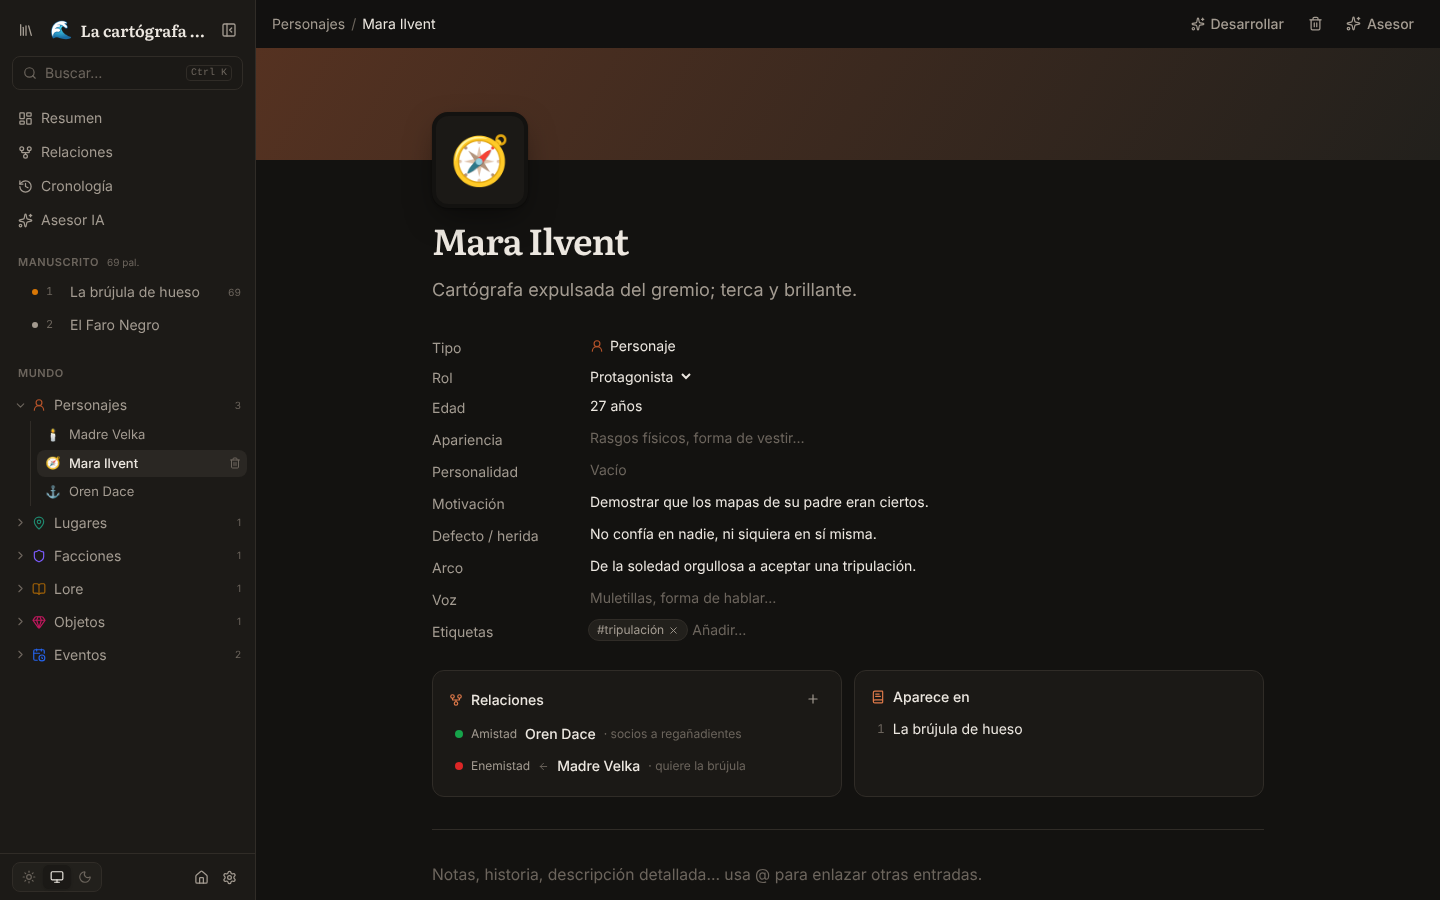 La cartógrafa ...
Buscar...
Ctrl K
Resumen
Relaciones
Cronología
Asesor IA
MANUSCRITO 69 pal.
1 La brújula de hueso 69
2 El Faro Negro
MUNDO
Personajes 3
Madre Velka
Mara Ilvent
Oren Dace
Lugares 1
Facciones 1
Lore 1
Objetos 1
Eventos 2
Personajes / Mara Ilvent
Desarrollar
Asesor
Mara Ilvent
Cartógrafa expulsada del gremio; terca y brillante.
Tipo Personaje
Rol Protagonista
Edad 27 años
Apariencia Rasgos físicos, forma de vestir...
Personalidad Vacío
Motivación Demostrar que los mapas de su padre eran ciertos.
Defecto / herida No confía en nadie, ni siquiera en sí misma.
Arco De la soledad orgullosa a aceptar una tripulación.
Voz Muletillas, forma de hablar...
Etiquetas #tripulación × Añadir...
Relaciones +
Amistad Oren Dace · socios a regañadientes
Enemistad ← Madre Velka · quiere la brújula
Aparece en
1 La brújula de hueso
Notas, historia, descripción detallada... usa @ para enlazar otras entradas.